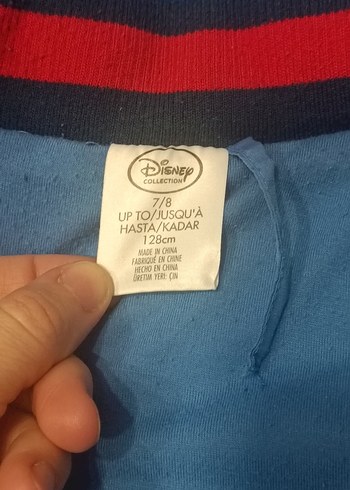 Disney
COLLECTION
7/8
UP TO/JUSQU'À
HASTA/KADAR
128cm
MADE IN CHINA
FABRIQUÉ EN CHINE
HECHO EN CHINA
ÜRETIM YERI: ÇIN